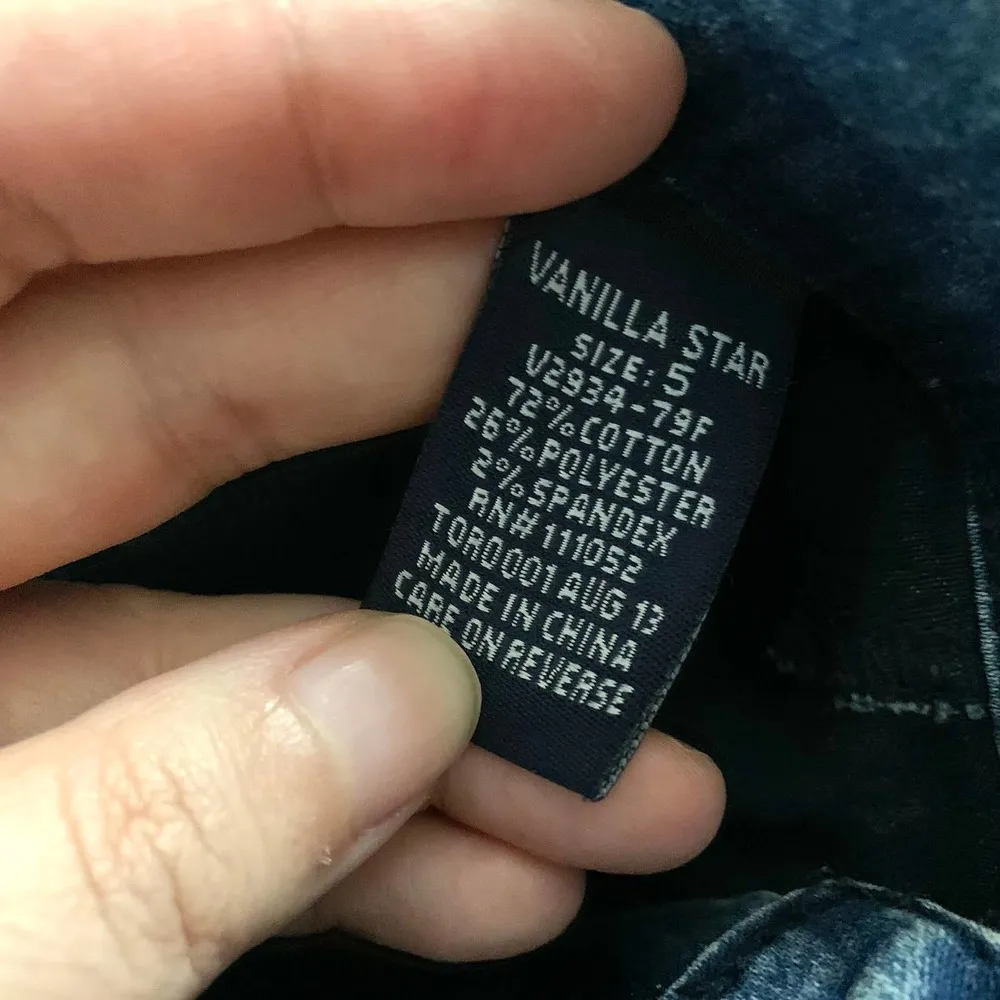 VANILLA STAR
SIZE: 5
V2934-79F
72% COTTON
26% POLYESTER
2% SPANDEX
RN# 111052
TORO001 AUG 13
MADE IN CHINA
CARE ON REVERSE